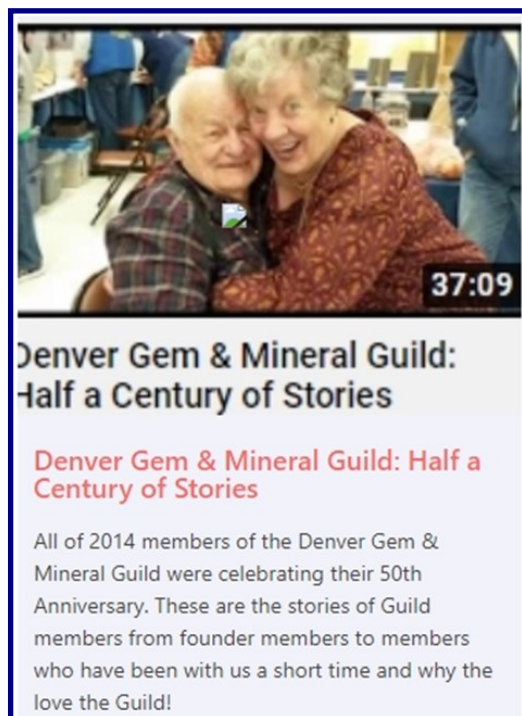 37:09
Denver Gem & Mineral Guild:
Half a Century of Stories
Denver Gem & Mineral Guild: Half a
Century of Stories
All of 2014 members of the Denver Gem &
Mineral Guild were celebrating their 50th
Anniversary. These are the stories of Guild
members from founder members to members
who have been with us a short time and why the
love the Guild!